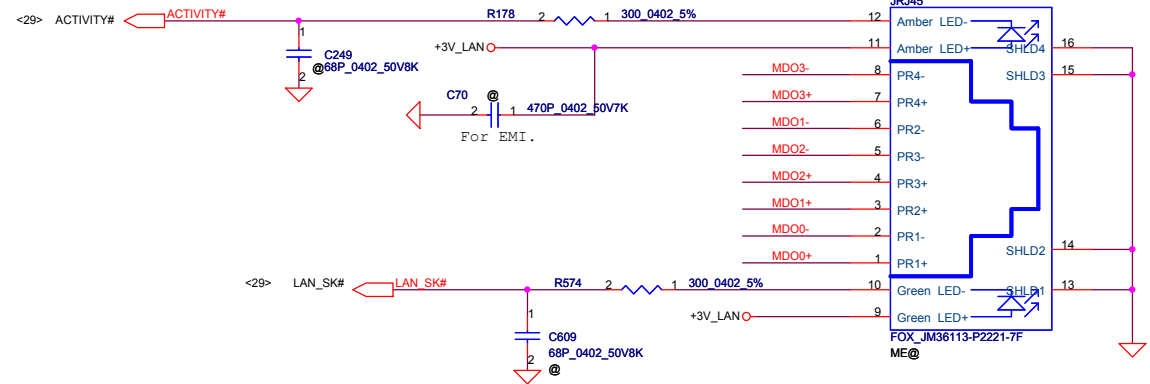 JRJ45
<29> ACTIVITY# ACTIVITY# R178 2 1 300_0402_5% 12 Amber LED-
1 C249 @ 68P_0402_50V8K 2
+3V_LAN 11 Amber LED+ SHLD4 16
MDO3- 8 PR4- SHLD3 15
C70 @ 2 1 470P_0402_50V7K
For EMI.
MDO3+ 7 PR4+
MDO1- 6 PR2-
MDO2- 5 PR3-
MDO2+ 4 PR3+
MDO1+ 3 PR2+
MDO0- 2 PR1-
SHLD2 14
MDO0+ 1 PR1+
<29> LAN_SK# LAN_SK# R574 2 1 300_0402_5% 10 Green LED- SHLD1 13
+3V_LAN 9 Green LED+
1 C609
68P_0402_50V8K
2 @
FOX_JM36113-P2221-7F
ME@